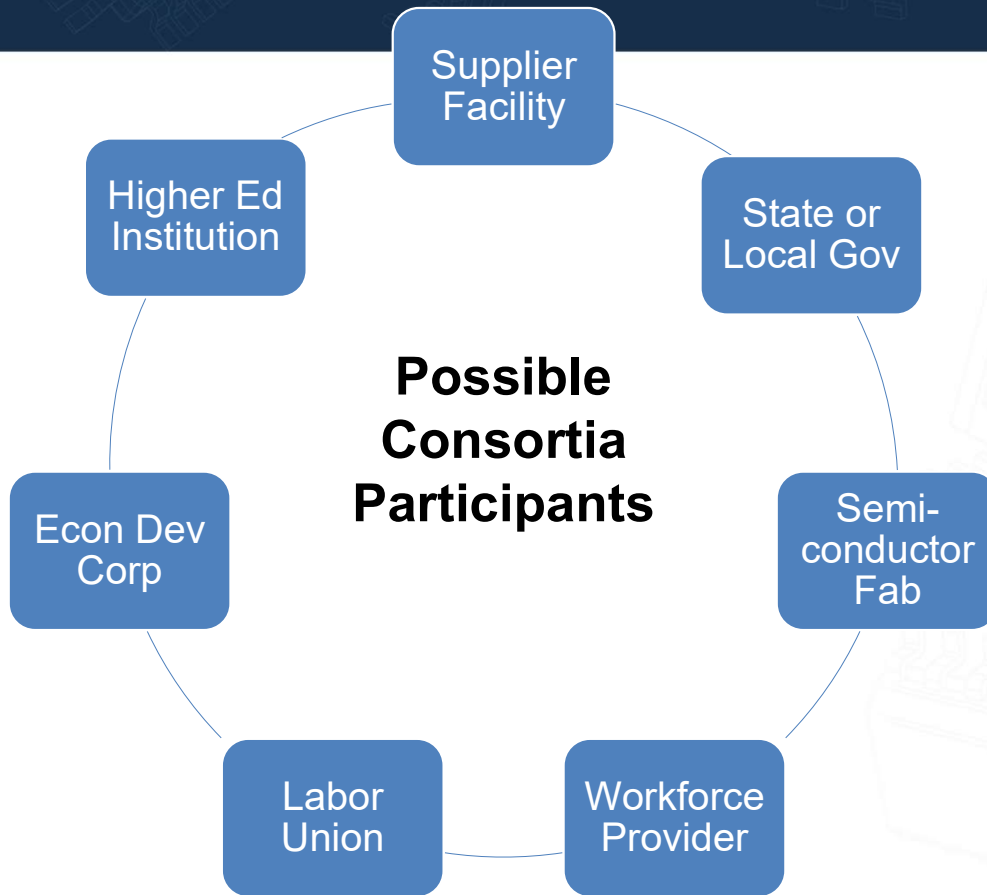 Supplier
Facility
State or
Local Gov
Semi-
conductor
Fab
Workforce
Provider
Labor
Union
Econ Dev
Corp
Higher Ed
Institution
Possible
Consortia
Participants